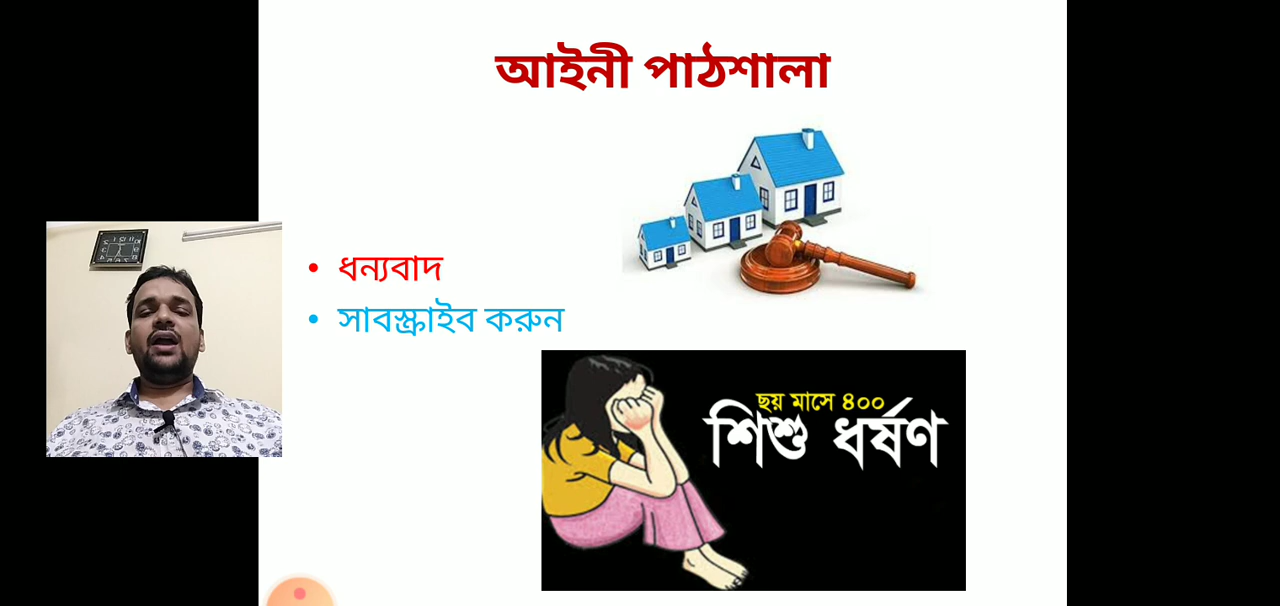 আইনী পাঠশালা
• ধন্যবাদ
• সাবস্ক্রাইব করুন
ছয় মাসে ৪০০
শিশু ধর্ষণ